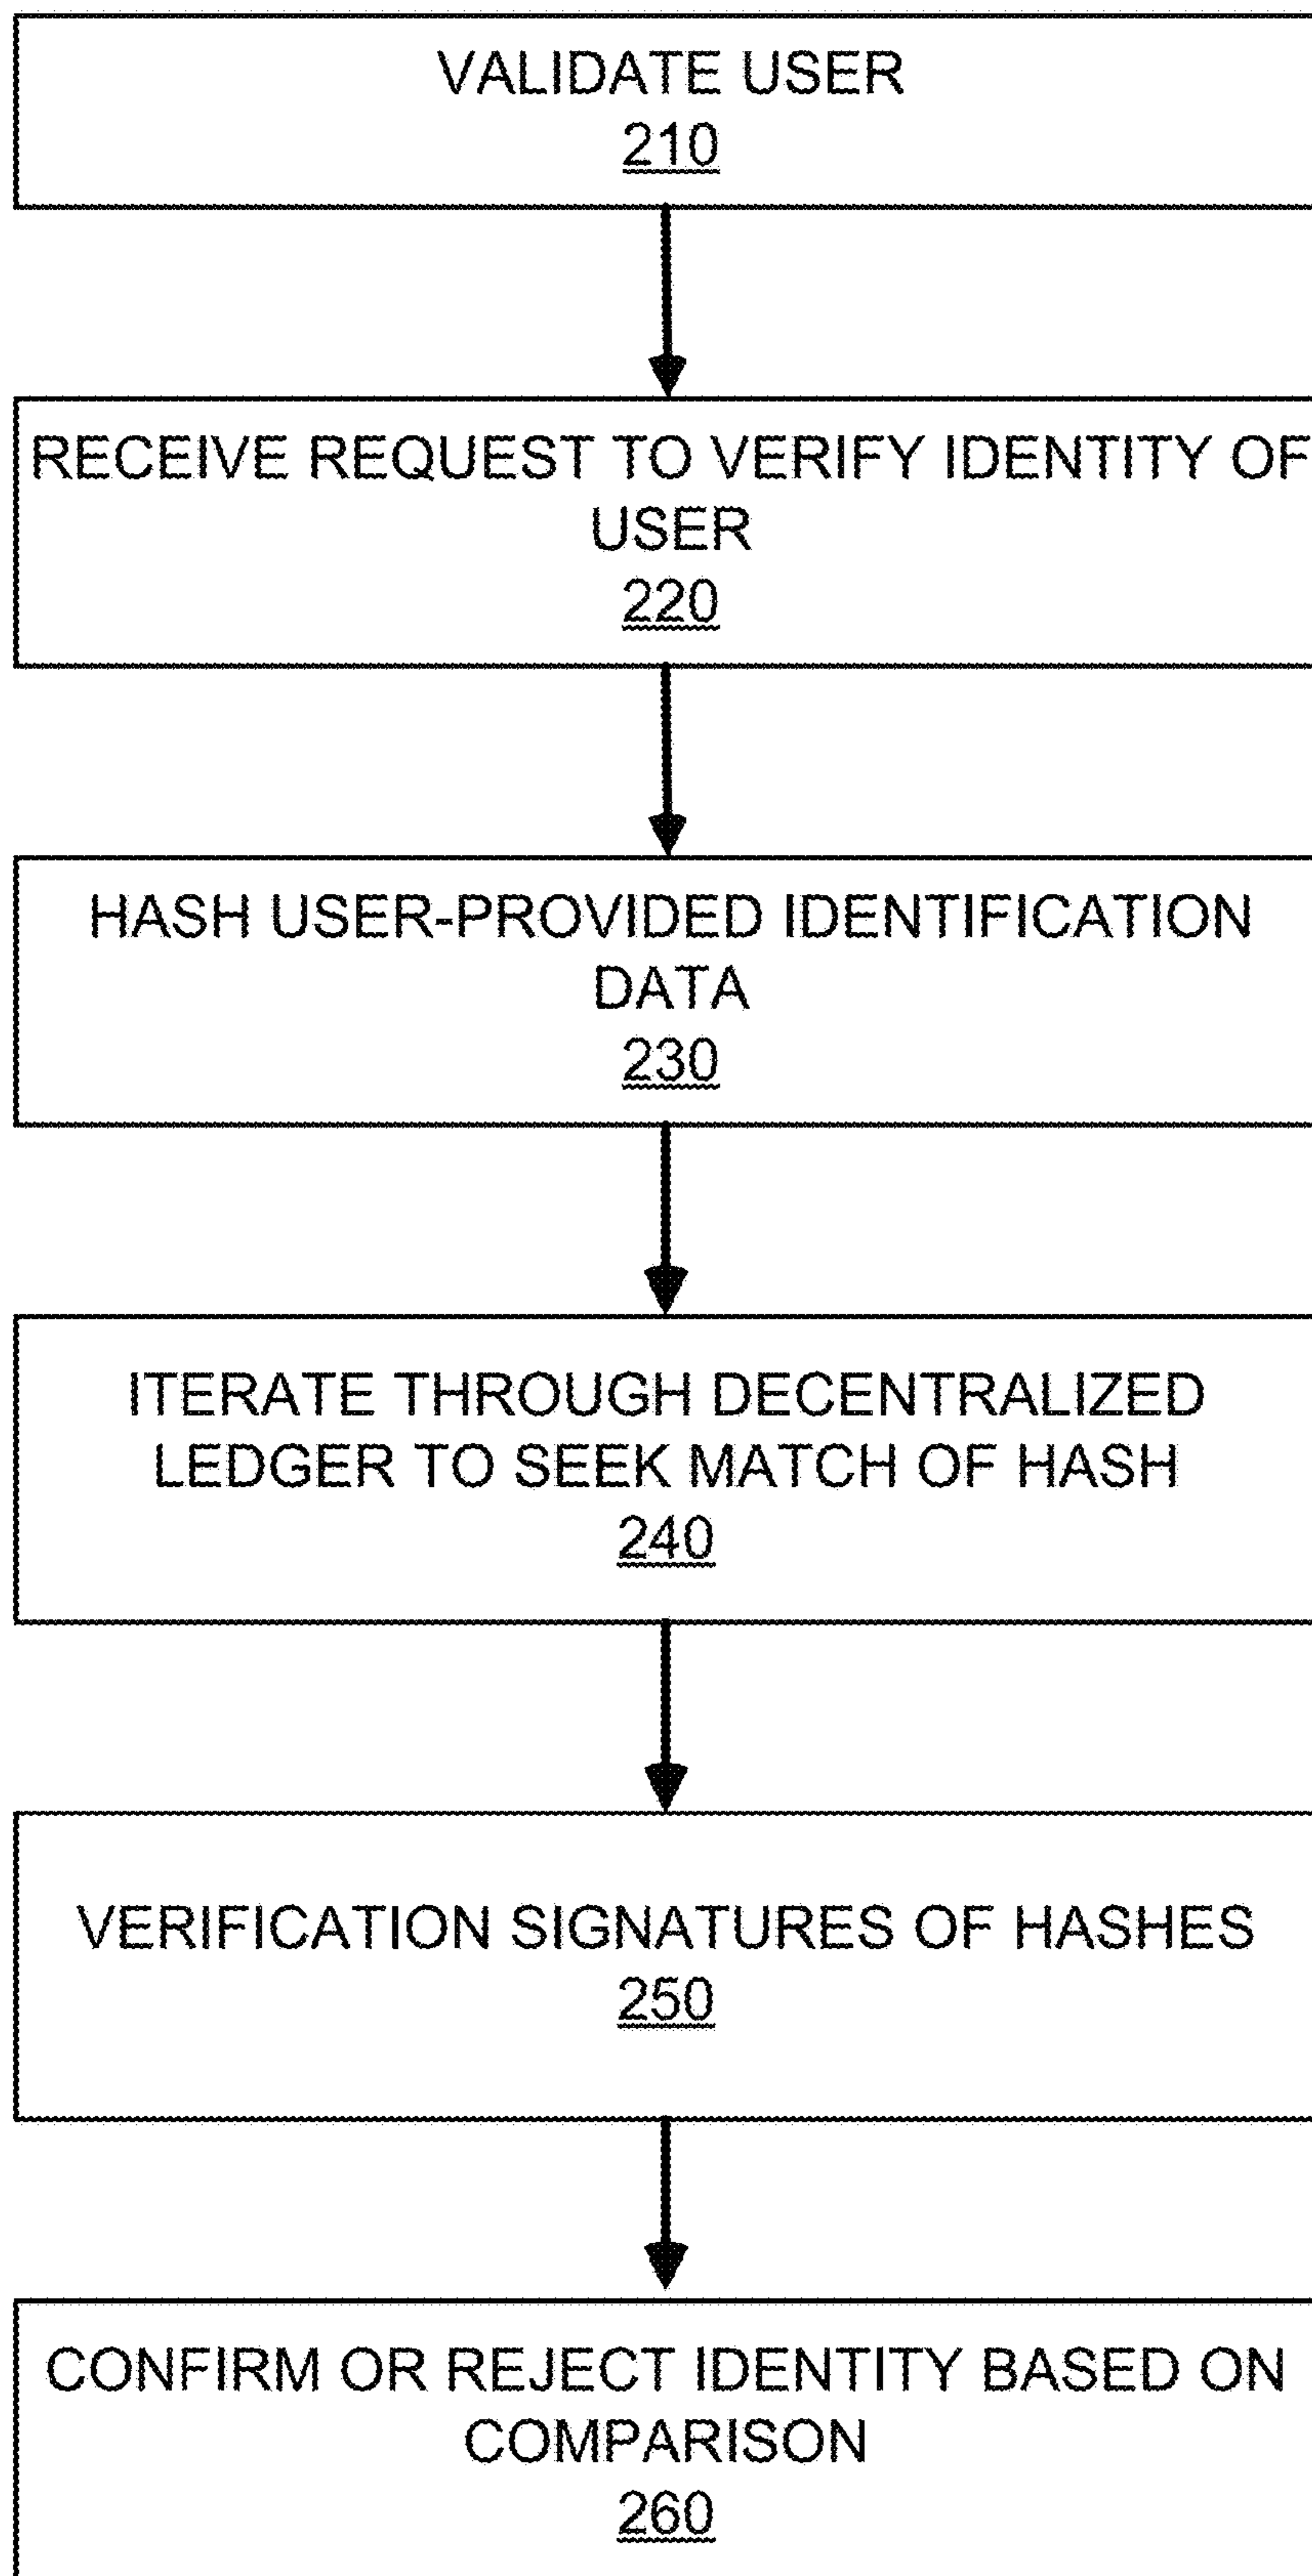 VALIDATE USER
210
RECEIVE REQUEST TO VERIFY IDENTITY OF
USER
220
HASH USER-PROVIDED IDENTIFICATION
DATA
230
ITERATE THROUGH DECENTRALIZED
LEDGER TO SEEK MATCH OF HASH
240
VERIFICATION SIGNATURES OF HASHES
250
CONFIRM OR REJECT IDENTITY BASED ON
COMPARISON
260